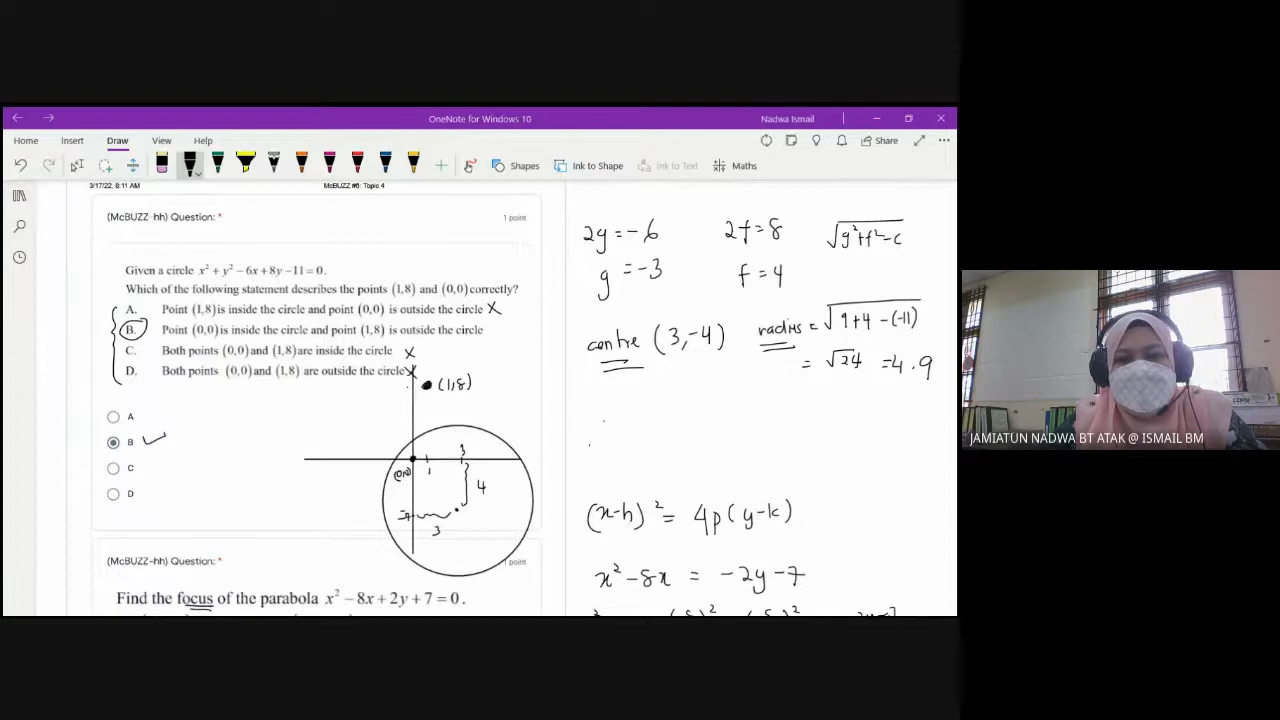 OneNote for Windows 10
Nadwa Ismail
Home Insert Draw View Help
Share
Shapes Ink to Shape Ink to Text Maths
3/17/22, 8:11 AM
McBUZZ #6: Topic 4
(McBUZZ-hh) Question: *
1 point
Given a circle x² + y² − 6x + 8y − 11 = 0.
Which of the following statement describes the points (1,8) and (0,0) correctly?
A. Point (1,8) is inside the circle and point (0,0) is outside the circle X
B. Point (0,0) is inside the circle and point (1,8) is outside the circle
C. Both points (0,0) and (1,8) are inside the circle X
D. Both points (0,0) and (1,8) are outside the circle X
A
B
C
D
(1,8)
3
1
4
-4
3
(McBUZZ-hh) Question: *
1 point
Find the focus of the parabola x² − 8x + 2y + 7 = 0.
2g = -6 2f = 8 √g²+f²-c
g = -3 f = 4
centre (3,-4) radius = √9+4-(-11)
= √24 = 4.9
(x-h)² = 4p(y-k)
x² - 8x = -2y - 7
JAMIATUN NADWA BT ATAK @ ISMAIL BM